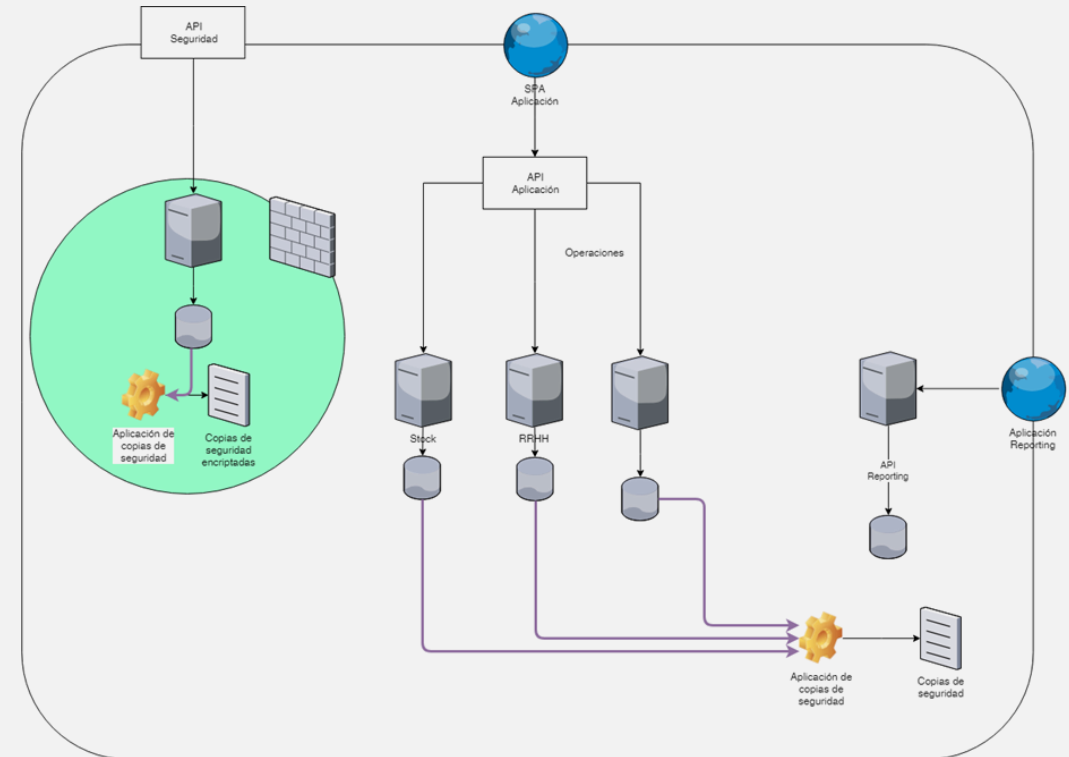 API
Seguridad
SPA
Aplicación
API
Aplicación
Operaciones
Stock
RRHH
Aplicación de
copias de
seguridad
Copias de
seguridad
encriptadas
API
Reporting
Aplicación
Reporting
Aplicación de
copias de
seguridad
Copias de
seguridad